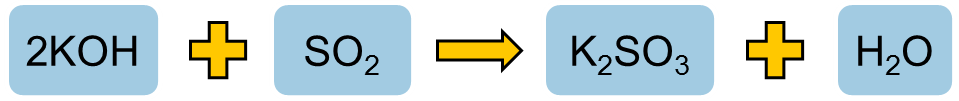 2KOH + SO₂ → K₂SO₃ + H₂O